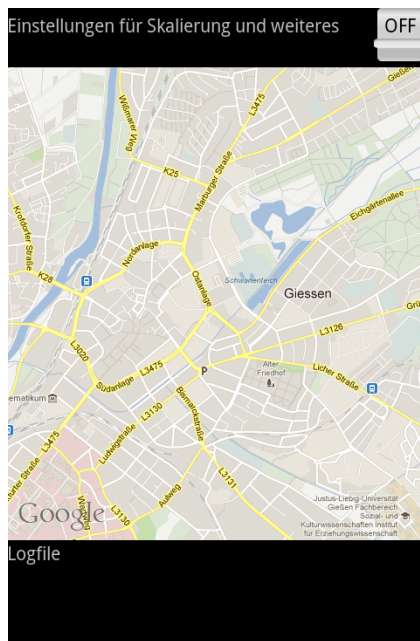 Einstellungen für Skalierung und weiteres
OFF
L3475
Wißmarer Weg
K25
Marburger Straße
Krofdorfer Straße
Eichgärtenallee
Nordanlage
Ostanlage
K28
Schwanenteich
Giessen
L3126
L3020
Licher Straße
Südanlage
L3475
P
Alter
Friedhof
L3130
Bismarckstraße
Ludwigstraße
L3475
Aulweg
L3131
L3130
Justus-Liebig-Universität
Gießen Fachbereich
Sozial- und
Kulturwissenschaften Institut
für Erziehungswissenschaft
Google
Logfile